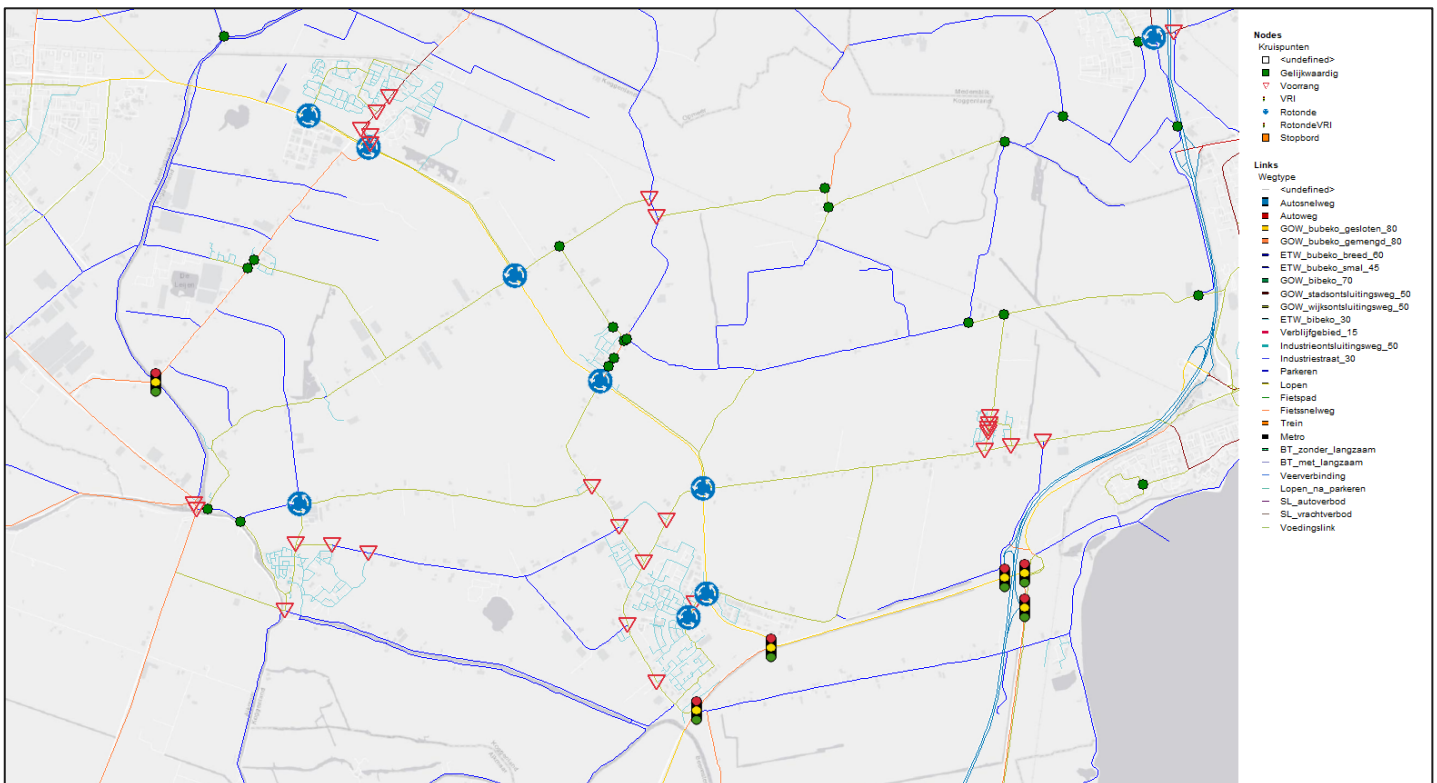 Nodes
Kruispunten
<undefined>
Gelijkwaardig
Voorrang
VRI
Rotonde
RotondeVRI
Stopbord
Links
Wegtype
<undefined>
Autosnelweg
Autoweg
GOW_bubeko_gesloten_80
GOW_bubeko_gemengd_80
ETW_bubeko_breed_60
ETW_bubeko_smal_45
GOW_bibeko_70
GOW_stadsontsluitingsweg_50
GOW_wijksontsluitingsweg_50
ETW_bibeko_30
Verblijfgebied_15
Industrieontsluitingsweg_50
Industriestraat_30
Parkeren
Lopen
Fietspad
Fietssnelweg
Trein
Metro
BT_zonder_langzaam
BT_met_langzaam
Veerverbinding
Lopen_na_parkeren
SL_autoverbod
SL_vrachtverbod
Voedingslink